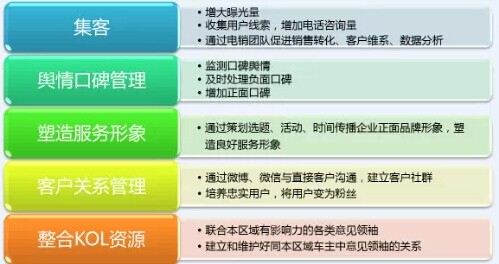 集客
• 增大曝光量
• 收集用户线索，增加电话咨询量
• 通过电销团队促进销售转化、客户维系、数据分析
舆情口碑管理
• 监测口碑舆情
• 及时处理负面口碑
• 增加正面口碑
塑造服务形象
• 通过策划选题、活动、时间传播企业正面品牌形象，塑
造良好服务形象
客户关系管理
• 通过微博、微信与直接客户沟通，建立客户社群
• 培养忠实用户，将用户变为粉丝
整合KOL资源
• 联合本区域有影响力的各类意见领袖
• 建立和维护好同本区域车主中意见领袖的关系